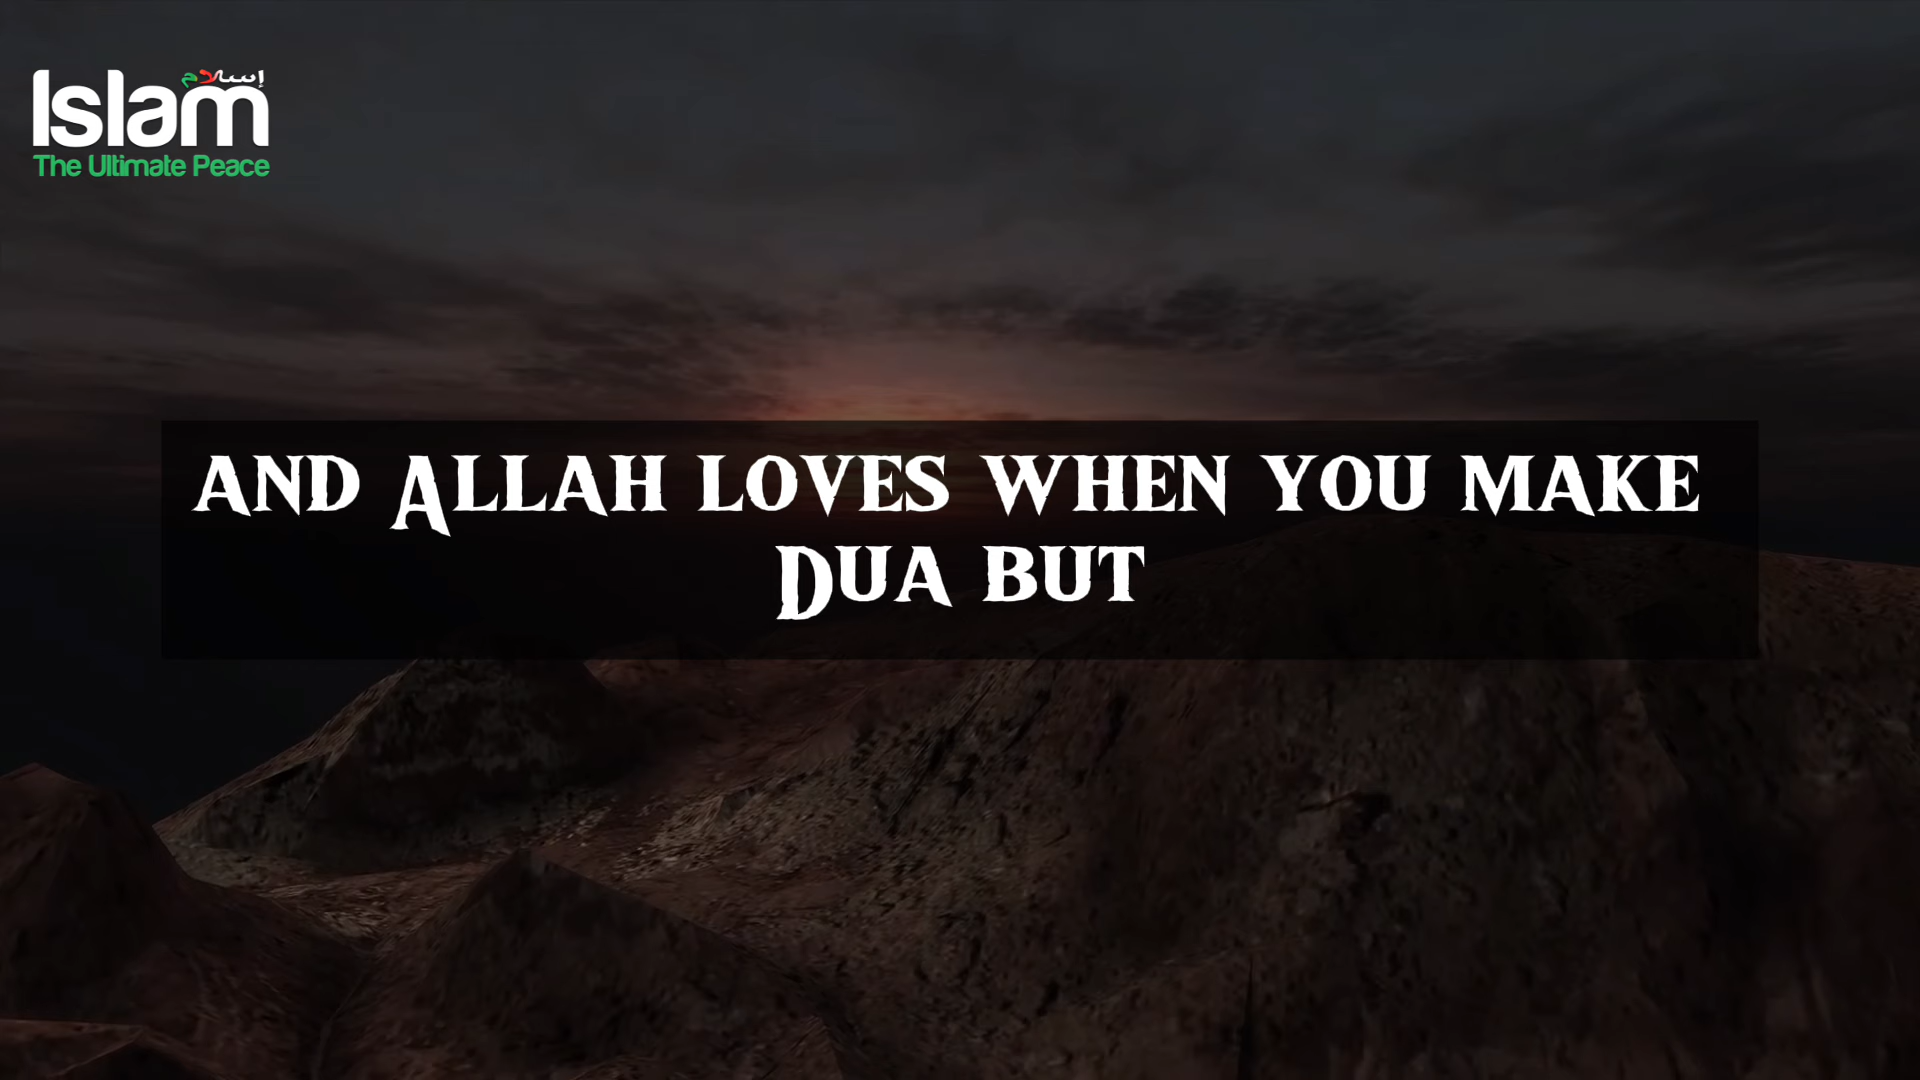 إسلام
Islam
The Ultimate Peace
AND ALLAH LOVES WHEN YOU MAKE
DUA BUT